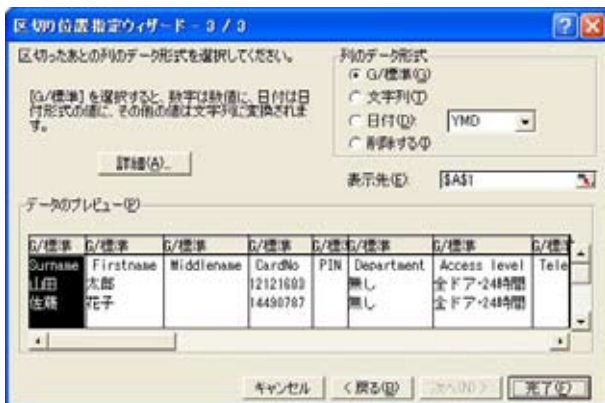 区切り位置指定ウィザード - 3 / 3
区切ったあとの列のデータ形式を選択してください。
[G/標準] を選択すると、数字は数値に、日付は日
付形式の値に、その他の値は文字列に変換されま
す。
詳細(A)...
列のデータ形式
G/標準(G)
文字列(T)
日付(D):
YMD
削除する(I)
表示先(E):
$A$1
データのプレビュー(P)
G/標準 G/標準 G/標準 G/標準 G/標準 G/標準 G/標準 G/標準
Surname Firstname Middlename CardNo PIN Department Access level Tele
山田 太郎 12121693 無し 全ドア・24時間
佐藤 花子 14490787 無し 全ドア・24時間
キャンセル
< 戻る(B)
次へ(N) >
完了(F)